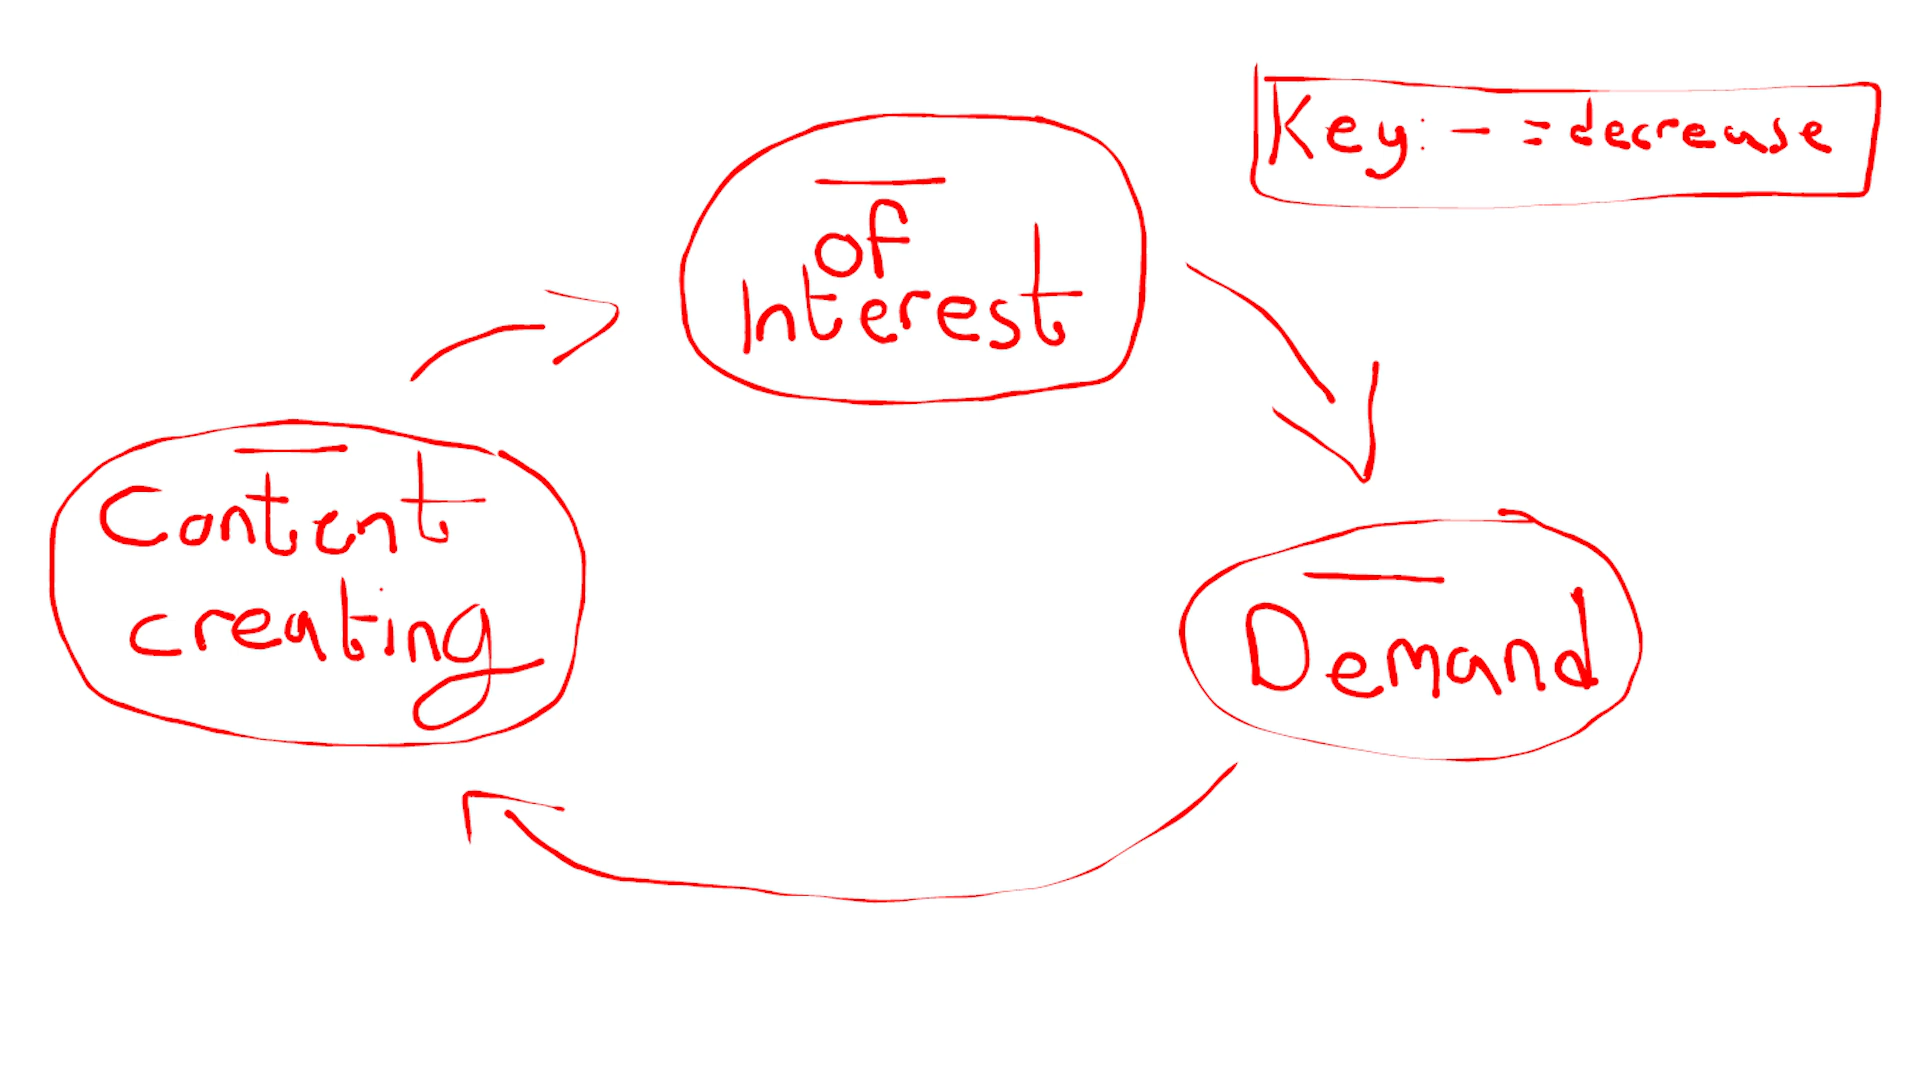 Key: - = decrease
—
of
Interest
—
Content
creating
—
Demand